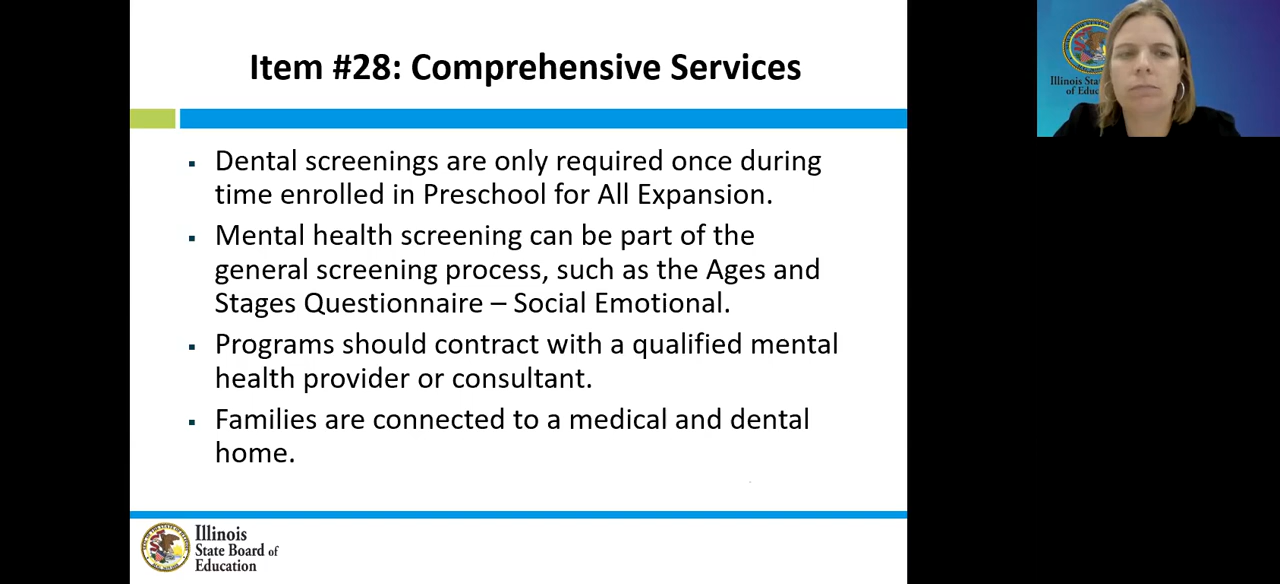 Item #28: Comprehensive Services
▪ Dental screenings are only required once during
time enrolled in Preschool for All Expansion.
▪ Mental health screening can be part of the
general screening process, such as the Ages and
Stages Questionnaire – Social Emotional.
▪ Programs should contract with a qualified mental
health provider or consultant.
▪ Families are connected to a medical and dental
home.
Illinois
State Board of
Education
Illinois
of